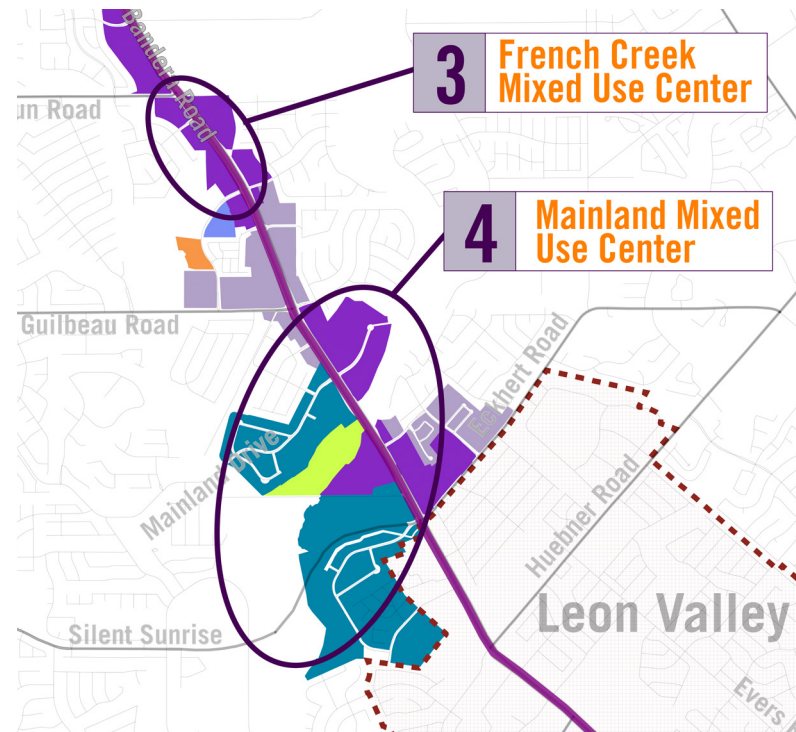 Bandera Road
3
French Creek
Mixed Use Center
un Road
4
Mainland Mixed
Use Center
Guilbeau Road
Eckhert Road
Mainland Drive
Huebner Road
Leon Valley
Silent Sunrise
Evers